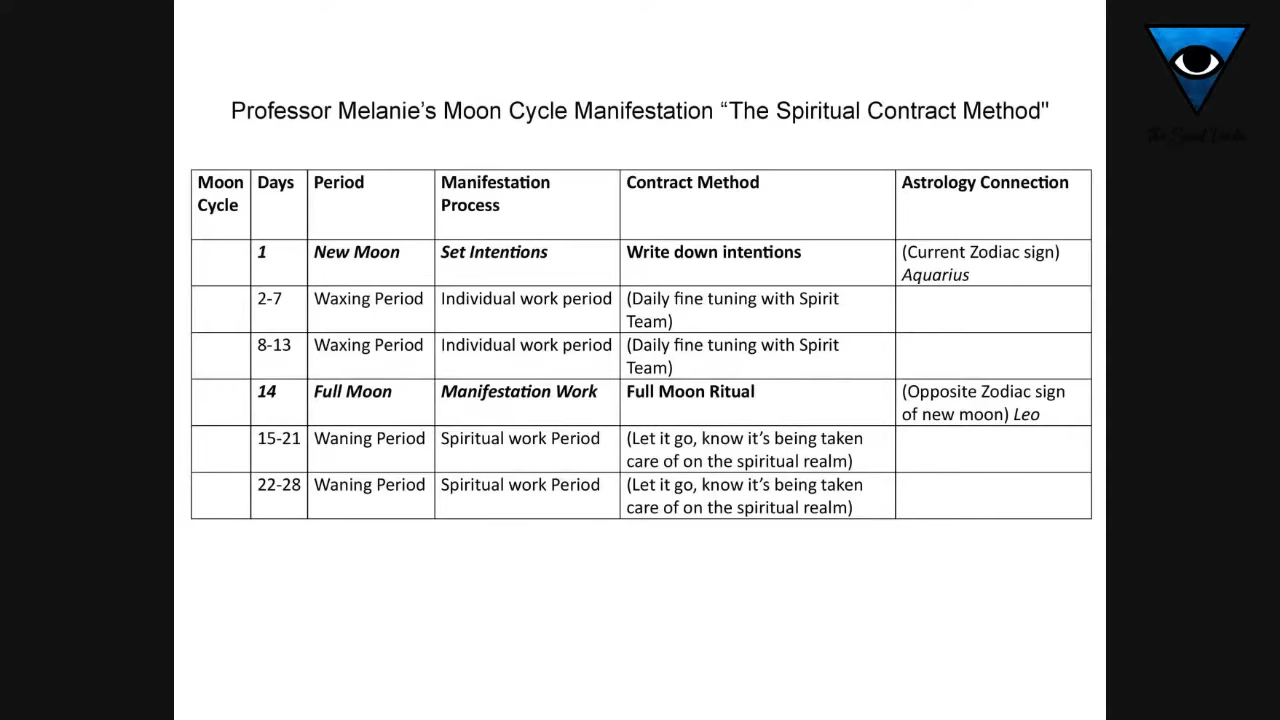 Professor Melanie’s Moon Cycle Manifestation “The Spiritual Contract Method"
Moon Cycle Days Period Manifestation Process Contract Method Astrology Connection
1 New Moon Set Intentions Write down intentions (Current Zodiac sign) Aquarius
2-7 Waxing Period Individual work period (Daily fine tuning with Spirit Team)
8-13 Waxing Period Individual work period (Daily fine tuning with Spirit Team)
14 Full Moon Manifestation Work Full Moon Ritual (Opposite Zodiac sign of new moon) Leo
15-21 Waning Period Spiritual work Period (Let it go, know it’s being taken care of on the spiritual realm)
22-28 Waning Period Spiritual work Period (Let it go, know it’s being taken care of on the spiritual realm)